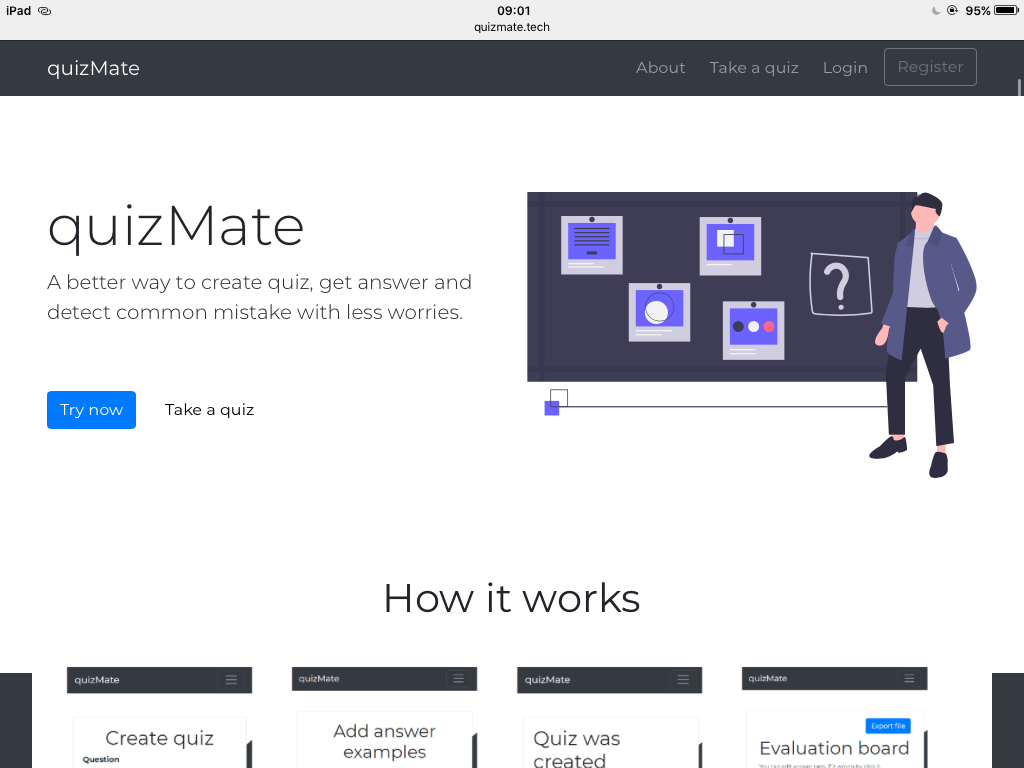 iPad 09:01 95%
quizmate.tech
quizMate About Take a quiz Login Register
quizMate
A better way to create quiz, get answer and
detect common mistake with less worries.
Try now Take a quiz
?
How it works
quizMate
Create quiz
Question
quizMate
Add answer
examples
quizMate
Quiz was
created
quizMate
Export file
Evaluation board